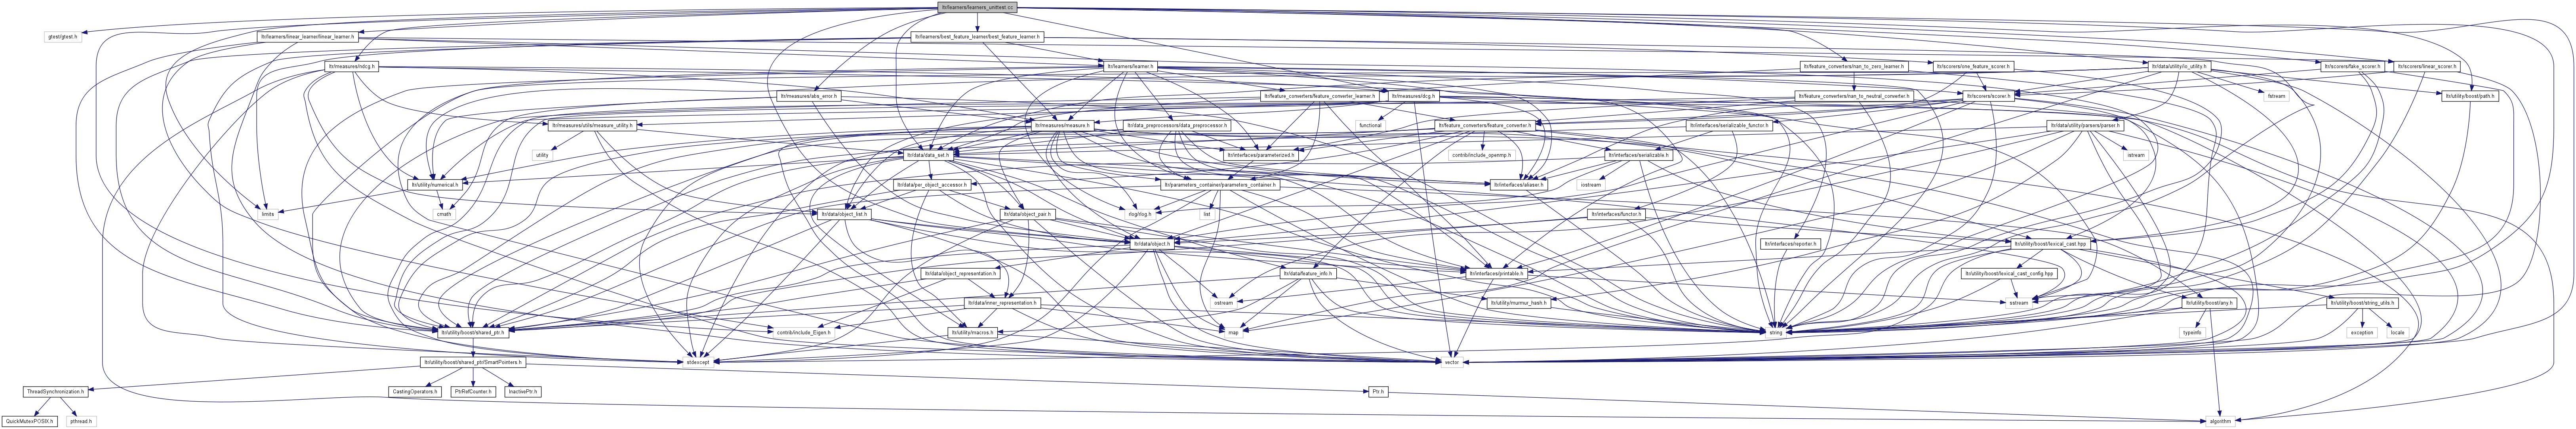 ltr/learners/learners_unittest.cc
gtest/gtest.h
ltr/learners/linear_learner/linear_learner.h
ltr/learners/best_feature_learner/best_feature_learner.h
ltr/measures/ndcg.h
ltr/learners/learner.h
ltr/feature_converters/nan_to_zero_learner.h
ltr/scorers/one_feature_scorer.h
ltr/data/utility/io_utility.h
ltr/scorers/fake_scorer.h
ltr/scorers/linear_scorer.h
ltr/measures/abs_error.h
ltr/feature_converters/feature_converter_learner.h
ltr/measures/dcg.h
ltr/feature_converters/nan_to_neutral_converter.h
ltr/scorers/scorer.h
fstream
ltr/utility/boost/path.h
ltr/measures/utils/measure_utility.h
ltr/measures/measure.h
ltr/data_preprocessors/data_preprocessor.h
functional
ltr/feature_converters/feature_converter.h
ltr/interfaces/serializable_functor.h
ltr/data/utility/parsers/parser.h
utility
ltr/data/data_set.h
ltr/interfaces/parameterized.h
contrib/include_openmp.h
ltr/interfaces/serializable.h
istream
ltr/utility/numerical.h
ltr/data/per_object_accessor.h
ltr/parameters_container/parameters_container.h
ltr/interfaces/aliaser.h
iostream
limits
cmath
ltr/data/object_list.h
ltr/data/object_pair.h
rlog/rlog.h
list
ltr/interfaces/functor.h
ltr/data/object.h
ltr/interfaces/reporter.h
ltr/utility/boost/lexical_cast.hpp
ltr/data/object_representation.h
ltr/data/feature_info.h
ltr/interfaces/printable.h
ltr/utility/boost/lexical_cast_config.hpp
ltr/data/inner_representation.h
ostream
ltr/utility/murmur_hash.h
sstream
ltr/utility/boost/any.h
ltr/utility/boost/string_utils.h
ltr/utility/boost/shared_ptr.h
contrib/include_Eigen.h
ltr/utility/macros.h
map
string
typeinfo
exception
locale
ltr/utility/boost/shared_ptr/SmartPointers.h
stdexcept
vector
ThreadSynchronization.h
CastingOperators.h
PtrRefCounter.h
InactivePtr.h
Ptr.h
QuickMutexPOSIX.h
pthread.h
algorithm